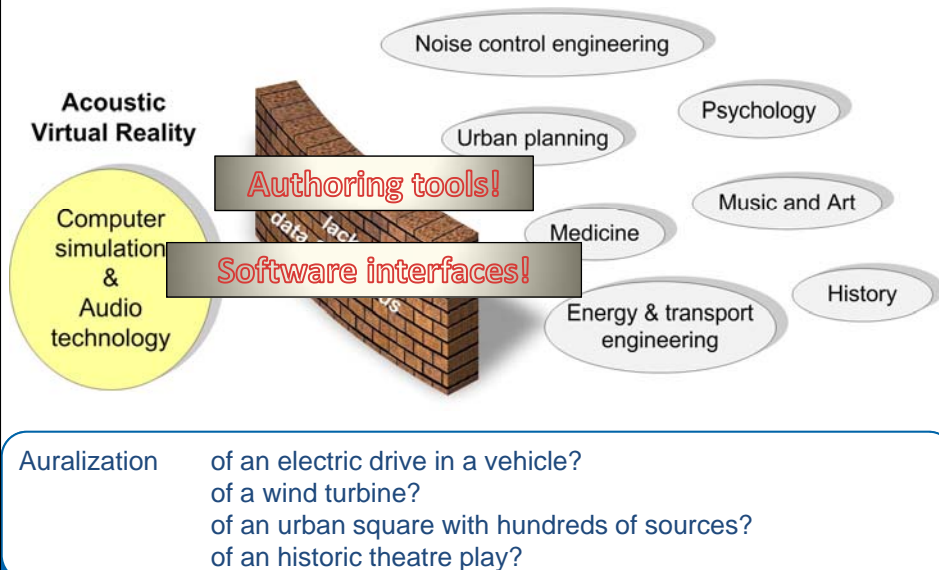 Noise control engineering
Acoustic
Virtual Reality
Psychology
Urban planning
Authoring tools!
Music and Art
Computer
simulation
&
Audio
technology
lack
data
Medicine
Software interfaces!
History
Energy & transport
engineering
Auralization of an electric drive in a vehicle?
of a wind turbine?
of an urban square with hundreds of sources?
of an historic theatre play?